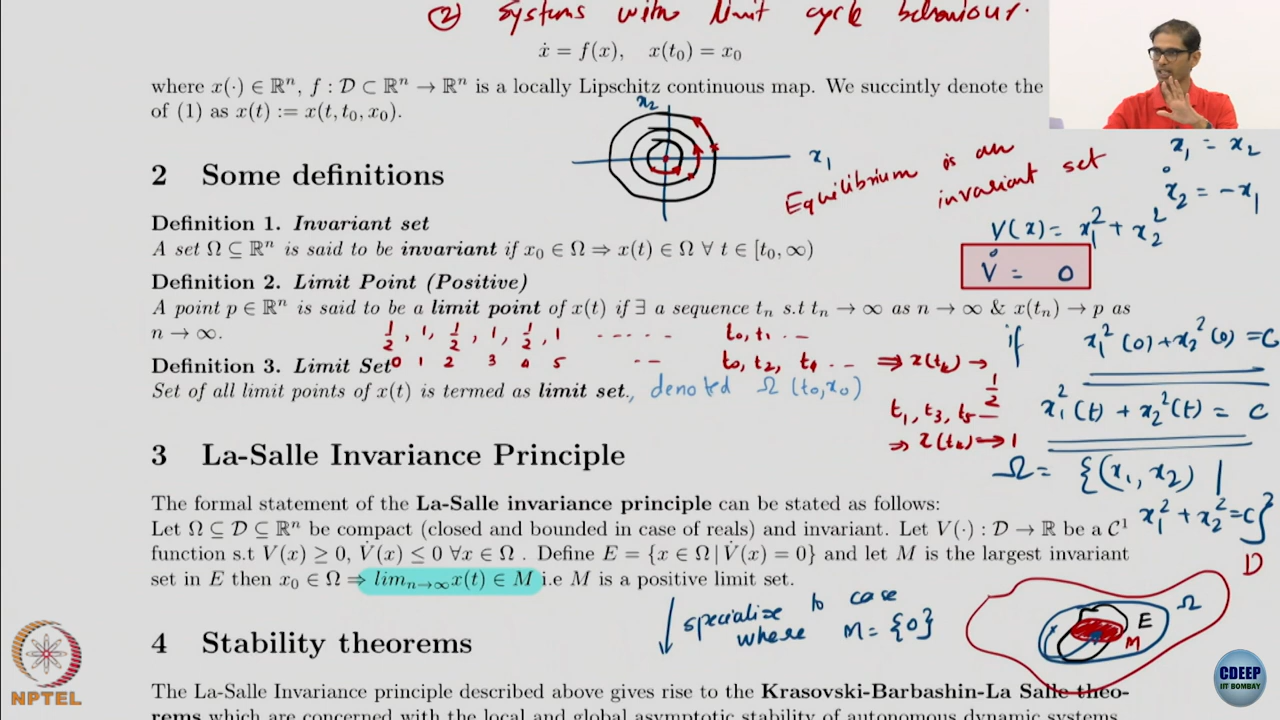 ② Systems with limit cycle behaviour.
ẋ = f(x), x(t₀) = x₀
where x(·) ∈ ℝⁿ, f : 𝒟 ⊂ ℝⁿ → ℝⁿ is a locally Lipschitz continuous map. We succintly denote the
of (1) as x(t) := x(t, t₀, x₀).
x₂
x₁
Equilibrium is an
invariant set
ẋ₁ = x₂
ẋ₂ = -x₁
V(x) = x₁² + x₂²
V̇ = 0
2 Some definitions
Definition 1. Invariant set
A set Ω ⊆ ℝⁿ is said to be invariant if x₀ ∈ Ω ⇒ x(t) ∈ Ω ∀ t ∈ [t₀, ∞)
Definition 2. Limit Point (Positive)
A point p ∈ ℝⁿ is said to be a limit point of x(t) if ∃ a sequence tₙ s.t tₙ → ∞ as n → ∞ & x(tₙ) → p as
n → ∞.
½, 1, ½, 1, ½, 1 ------ t₀, t₁ ---
Definition 3. Limit Set
0 1 2 3 4 5 -- t₀, t₂, t₄ -- ⇒ x(tₖ) → ½
Set of all limit points of x(t) is termed as limit set., denoted Ω (t₀,x₀)
t₁, t₃, t₅ --
⇒ x(tₖ) → 1
if x₁²(0) + x₂²(0) = C
x₁²(t) + x₂²(t) = C
Ω = {(x₁, x₂) |
x₁² + x₂² = C}
3 La-Salle Invariance Principle
The formal statement of the La-Salle invariance principle can be stated as follows:
Let Ω ⊆ 𝒟 ⊆ ℝⁿ be compact (closed and bounded in case of reals) and invariant. Let V(·) : 𝒟 → ℝ be a 𝒞¹
function s.t V(x) ≥ 0, V̇(x) ≤ 0 ∀x ∈ Ω . Define E = {x ∈ Ω | V̇(x) = 0} and let M is the largest invariant
set in E then x₀ ∈ Ω ⇒ limₙ→∞x(t) ∈ M i.e M is a positive limit set.
↓ specialize to case
where M = {0}
D
Ω
E
M
4 Stability theorems
The La-Salle Invariance principle described above gives rise to the Krasovski-Barbashin-La Salle theo-
rems which are concerned with the local and global asymptotic stability of autonomous dynamic systems
NPTEL
CDEEP
IIT BOMBAY